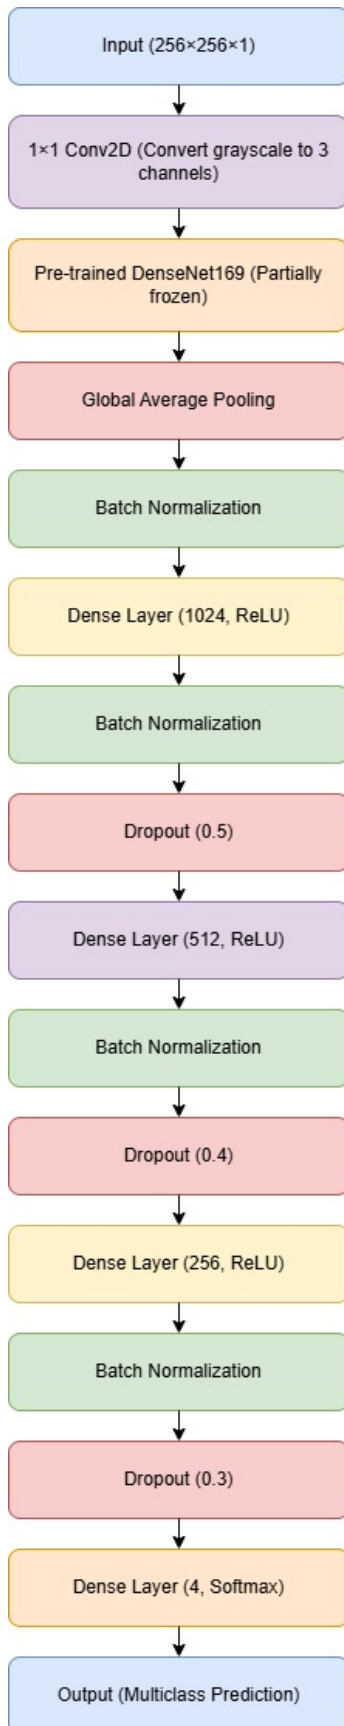 Input (256×256×1)
1×1 Conv2D (Convert grayscale to 3
channels)
Pre-trained DenseNet169 (Partially
frozen)
Global Average Pooling
Batch Normalization
Dense Layer (1024, ReLU)
Batch Normalization
Dropout (0.5)
Dense Layer (512, ReLU)
Batch Normalization
Dropout (0.4)
Dense Layer (256, ReLU)
Batch Normalization
Dropout (0.3)
Dense Layer (4, Softmax)
Output (Multiclass Prediction)